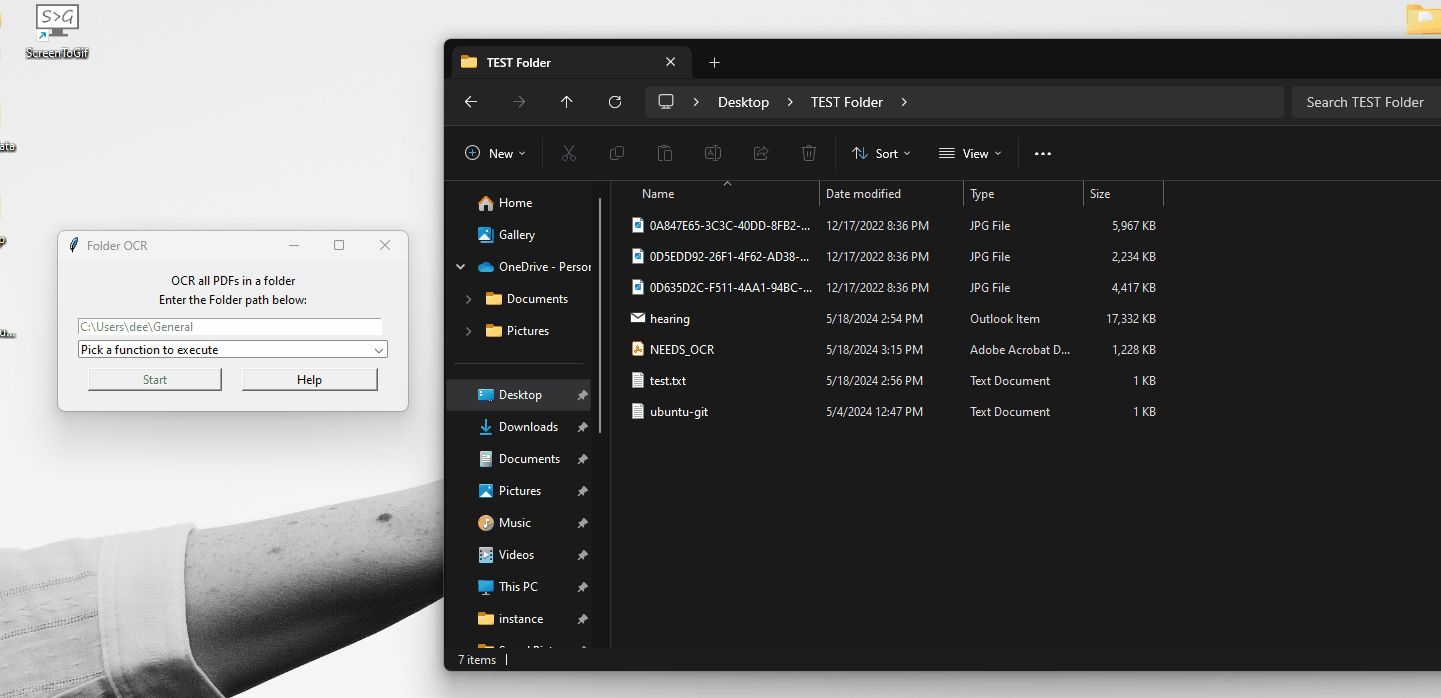 S>G
ScreenToGif
ata
p
u...
Folder OCR
OCR all PDFs in a folder
Enter the Folder path below:
C:\Users\dee\General
Pick a function to execute
Start Help
TEST Folder
Desktop TEST Folder Search TEST Folder
New Sort View
Name Date modified Type Size
Home
Gallery
OneDrive - Person
Documents
Pictures
Desktop
Downloads
Documents
Pictures
Music
Videos
This PC
instance
0A847E65-3C3C-40DD-8FB2-... 12/17/2022 8:36 PM JPG File 5,967 KB
0D5EDD92-26F1-4F62-AD38-... 12/17/2022 8:36 PM JPG File 2,234 KB
0D635D2C-F511-4AA1-94BC-... 12/17/2022 8:36 PM JPG File 4,417 KB
hearing 5/18/2024 2:54 PM Outlook Item 17,332 KB
NEEDS_OCR 5/18/2024 3:15 PM Adobe Acrobat D... 1,228 KB
test.txt 5/18/2024 2:56 PM Text Document 1 KB
ubuntu-git 5/4/2024 12:47 PM Text Document 1 KB
7 items